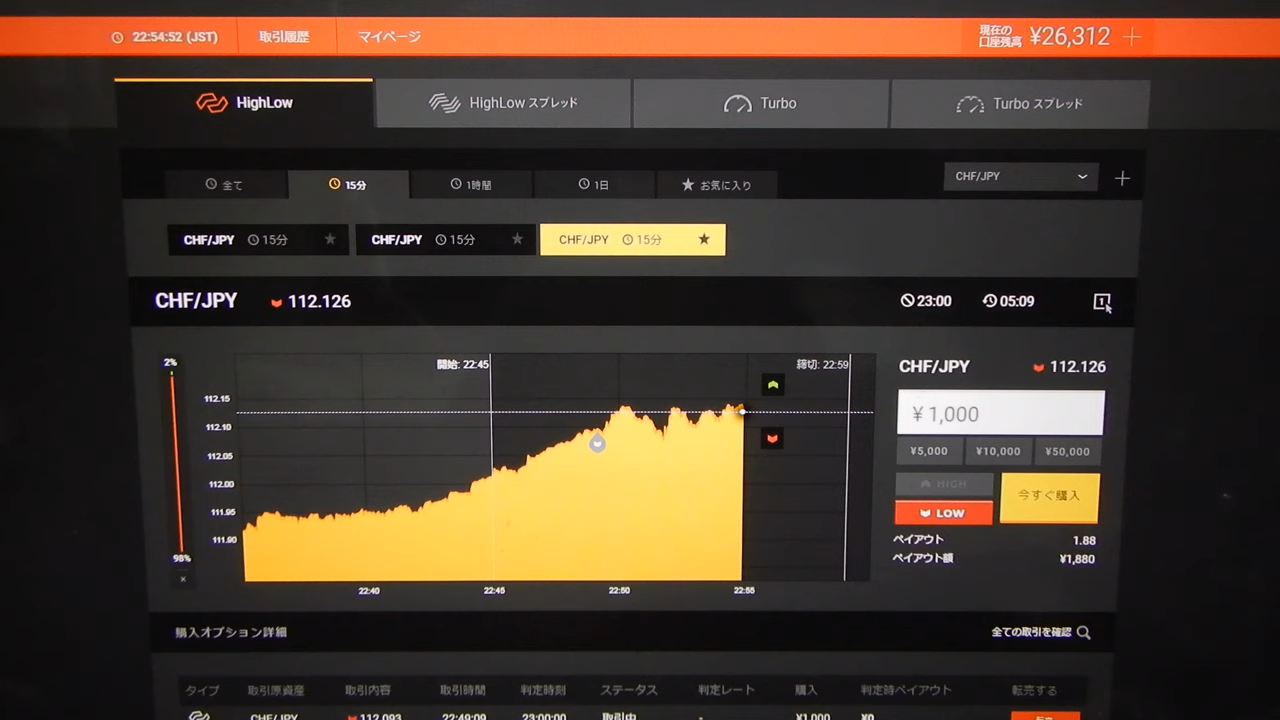 22:54:52 (JST) 取引履歴 マイページ 現在の口座残高 ¥26,312
HighLow HighLow スプレッド Turbo Turbo スプレッド
全て 15分 1時間 1日 お気に入り CHF/JPY
CHF/JPY 15分 CHF/JPY 15分 CHF/JPY 15分
CHF/JPY 112.126 23:00 05:09 1
2%
98%
開始: 22:45 締切: 22:59
112.15
112.10
112.05
112.00
111.95
111.90
22:40 22:45 22:50 22:55
CHF/JPY 112.126
¥ 1,000
¥5,000 ¥10,000 ¥50,000
HIGH
LOW
今すぐ購入
ペイアウト 1.88
ペイアウト額 ¥1,880
購入オプション詳細 全ての取引を確認
タイプ 取引原資産 取引内容 取引時間 判定時刻 ステータス 判定レート 購入 判定時ペイアウト 転売する
CHF/JPY 112.093 22:49:09 23:00:00 取引中 - ¥1,000 ¥0 転売